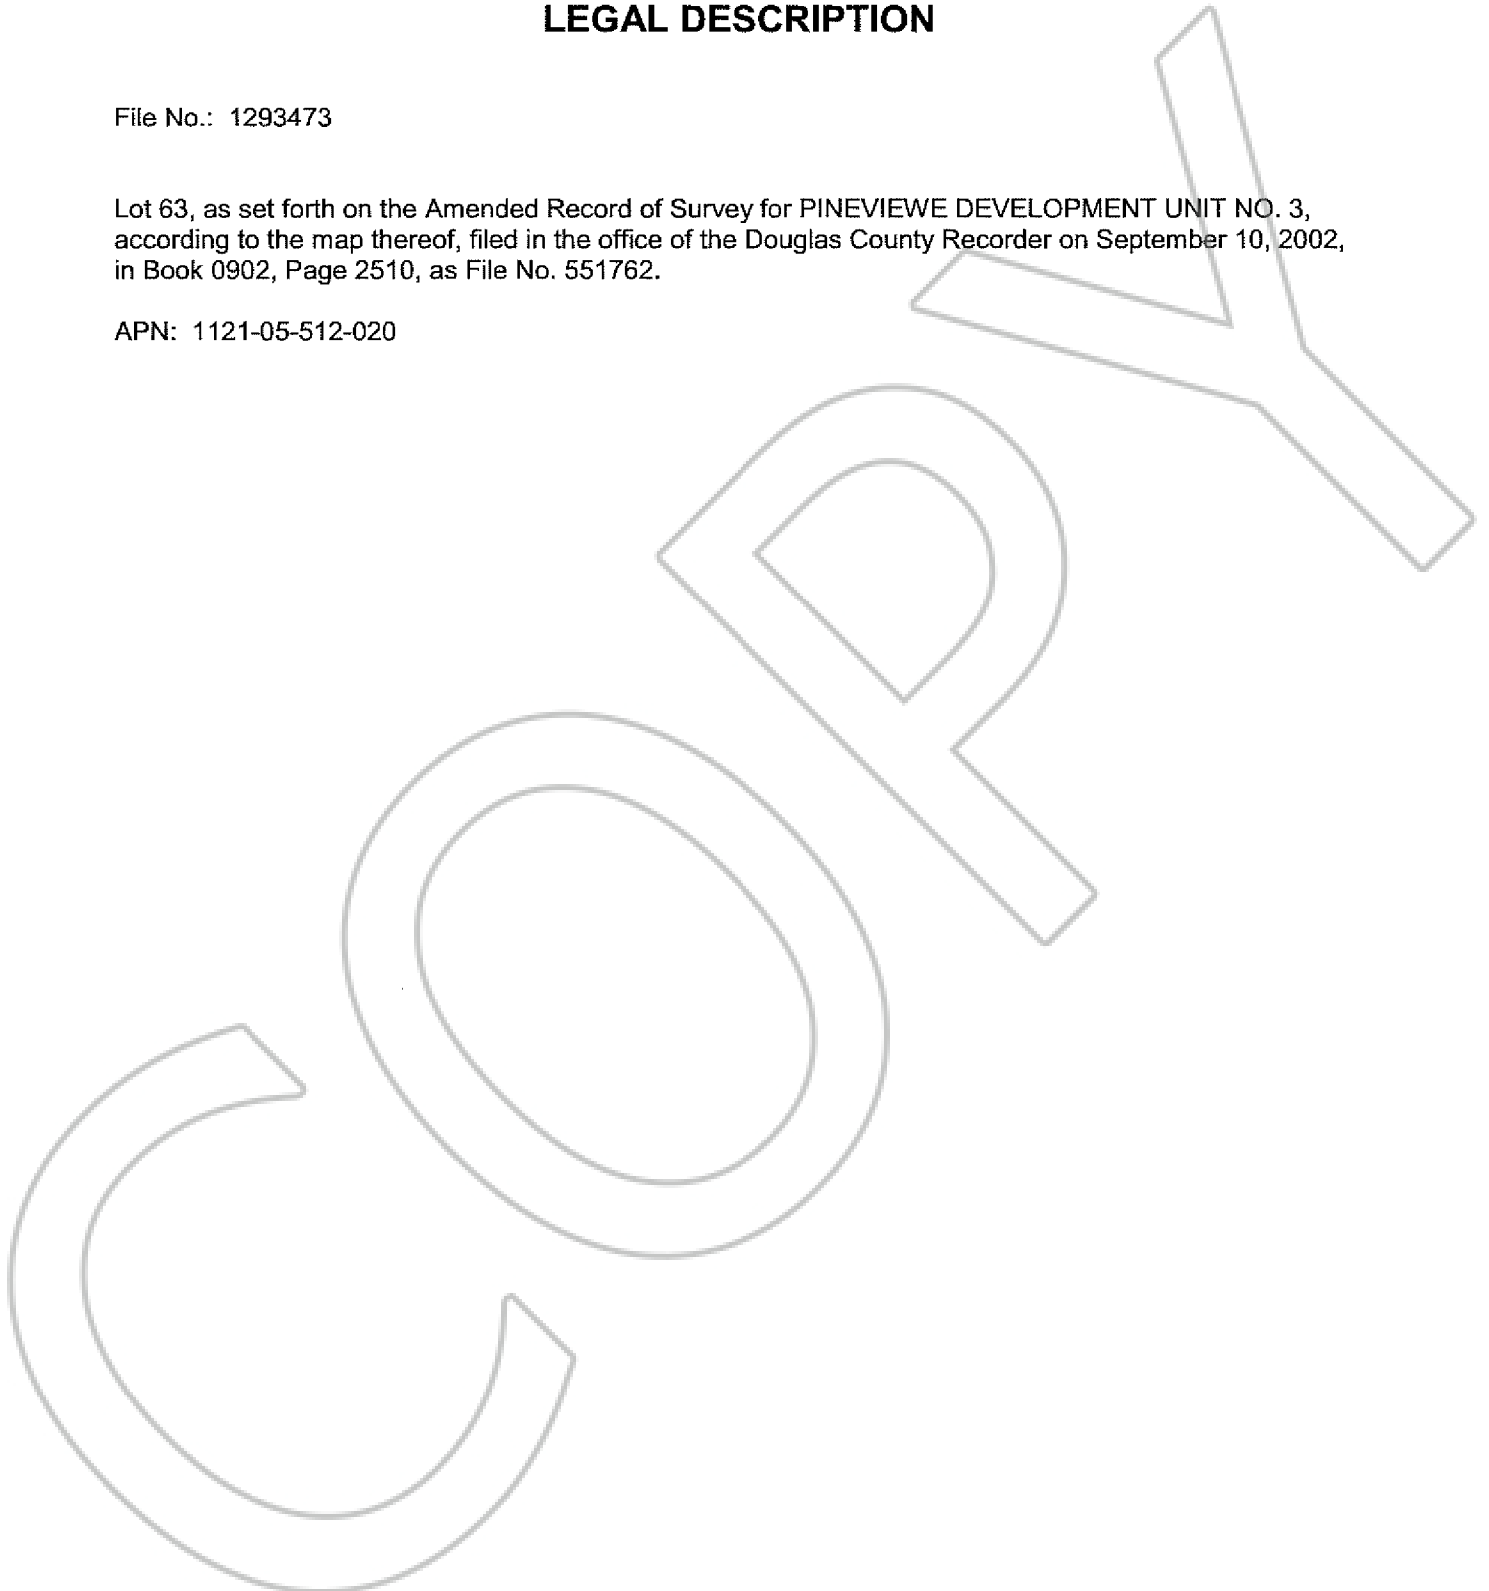 LEGAL DESCRIPTION
File No.: 1293473
Lot 63, as set forth on the Amended Record of Survey for PINEVIEWE DEVELOPMENT UNIT NO. 3,
according to the map thereof, filed in the office of the Douglas County Recorder on September 10, 2002,
in Book 0902, Page 2510, as File No. 551762.
APN: 1121-05-512-020
COPY